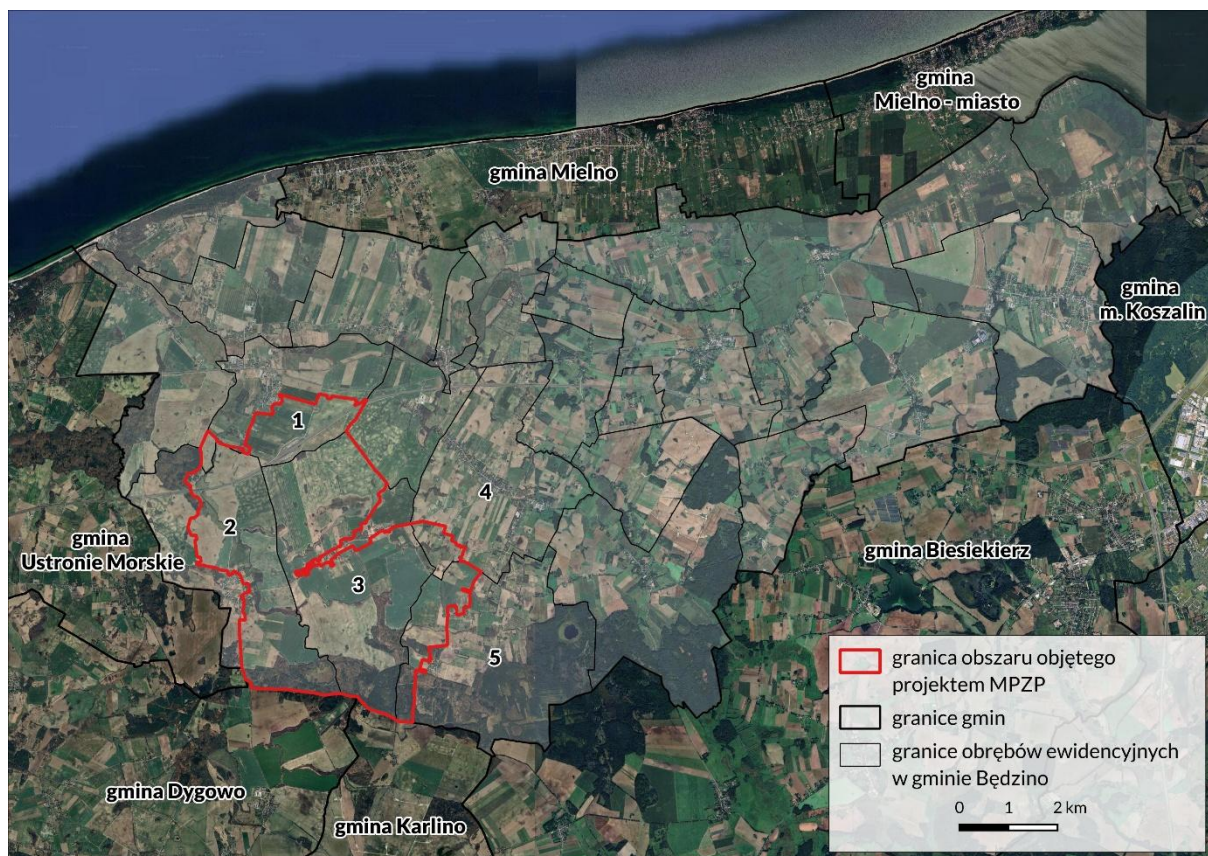 gmina
Mielno - miasto
gmina Mielno
gmina
m. Koszalin
1
2
4
gmina
Ustronie Morskie
gmina Biesiekierz
3
5
gmina Dygowo
gmina Karlino
granica obszaru objętego
projektem MPZP
granice gmin
granice obrębów ewidencyjnych
w gminie Będzino
0 1 2 km